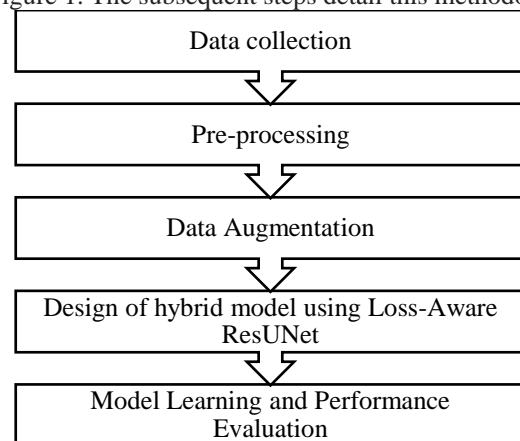 igure 1. The subsequent steps detail this methodo
Data collection
Pre-processing
Data Augmentation
Design of hybrid model using Loss-Aware
ResUNet
Model Learning and Performance
Evaluation